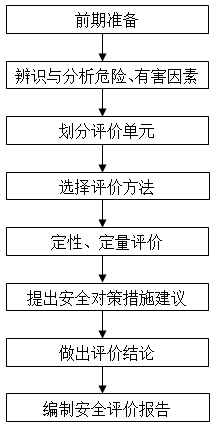 前期准备
辨识与分析危险、有害因素
划分评价单元
选择评价方法
定性、定量评价
提出安全对策措施建议
做出评价结论
编制安全评价报告